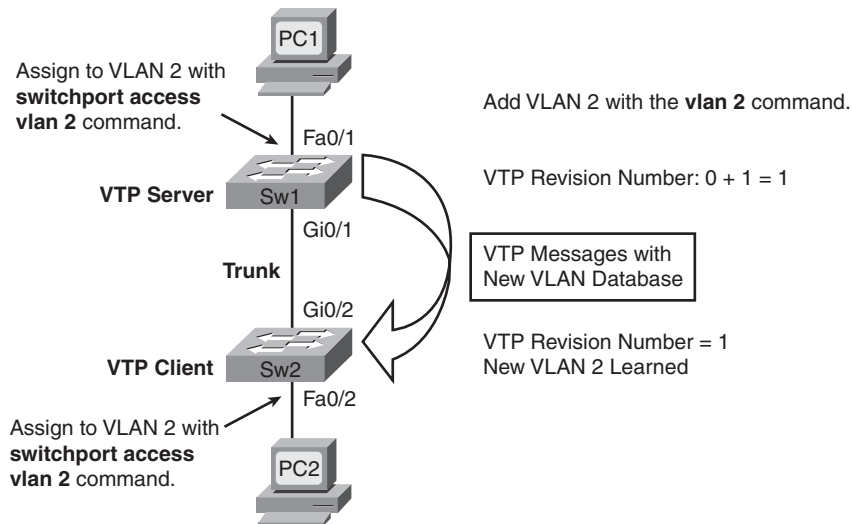 PC1
Assign to VLAN 2 with
switchport access
vlan 2 command.
Add VLAN 2 with the vlan 2 command.
Fa0/1
VTP Server
Sw1
VTP Revision Number: 0 + 1 = 1
Gi0/1
Trunk
VTP Messages with
New VLAN Database
Gi0/2
VTP Client
Sw2
VTP Revision Number = 1
New VLAN 2 Learned
Fa0/2
Assign to VLAN 2 with
switchport access
vlan 2 command.
PC2